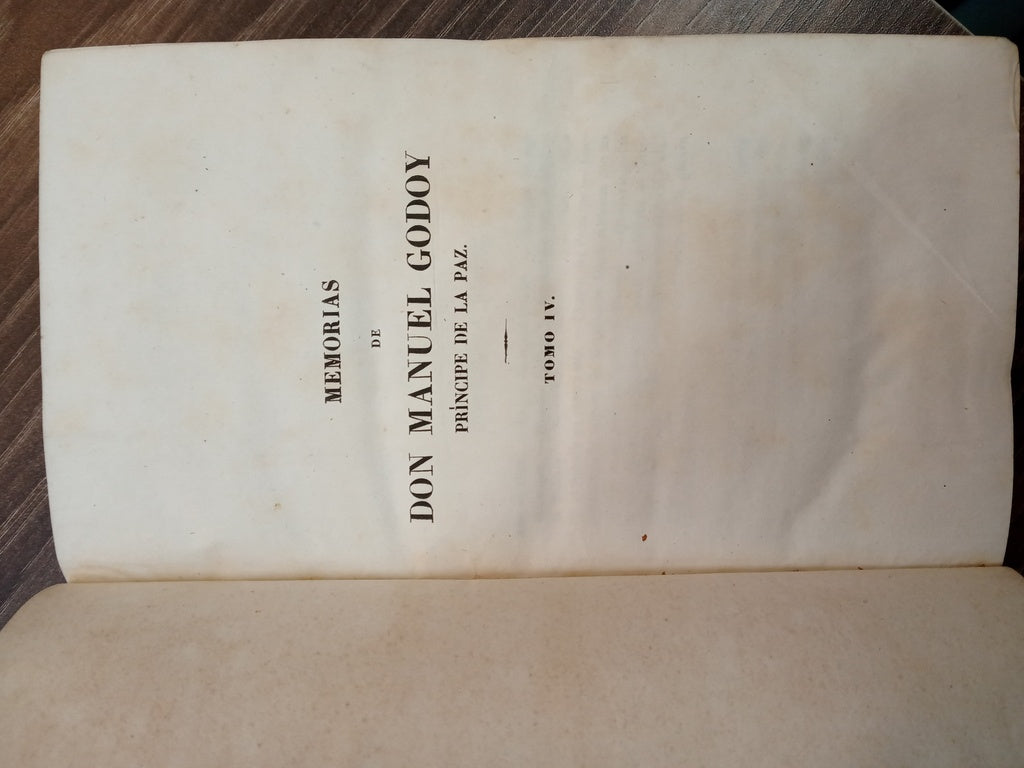 MEMORIAS
DE
DON MANUEL GODOY
PRÍNCIPE DE LA PAZ.
TOMO IV.